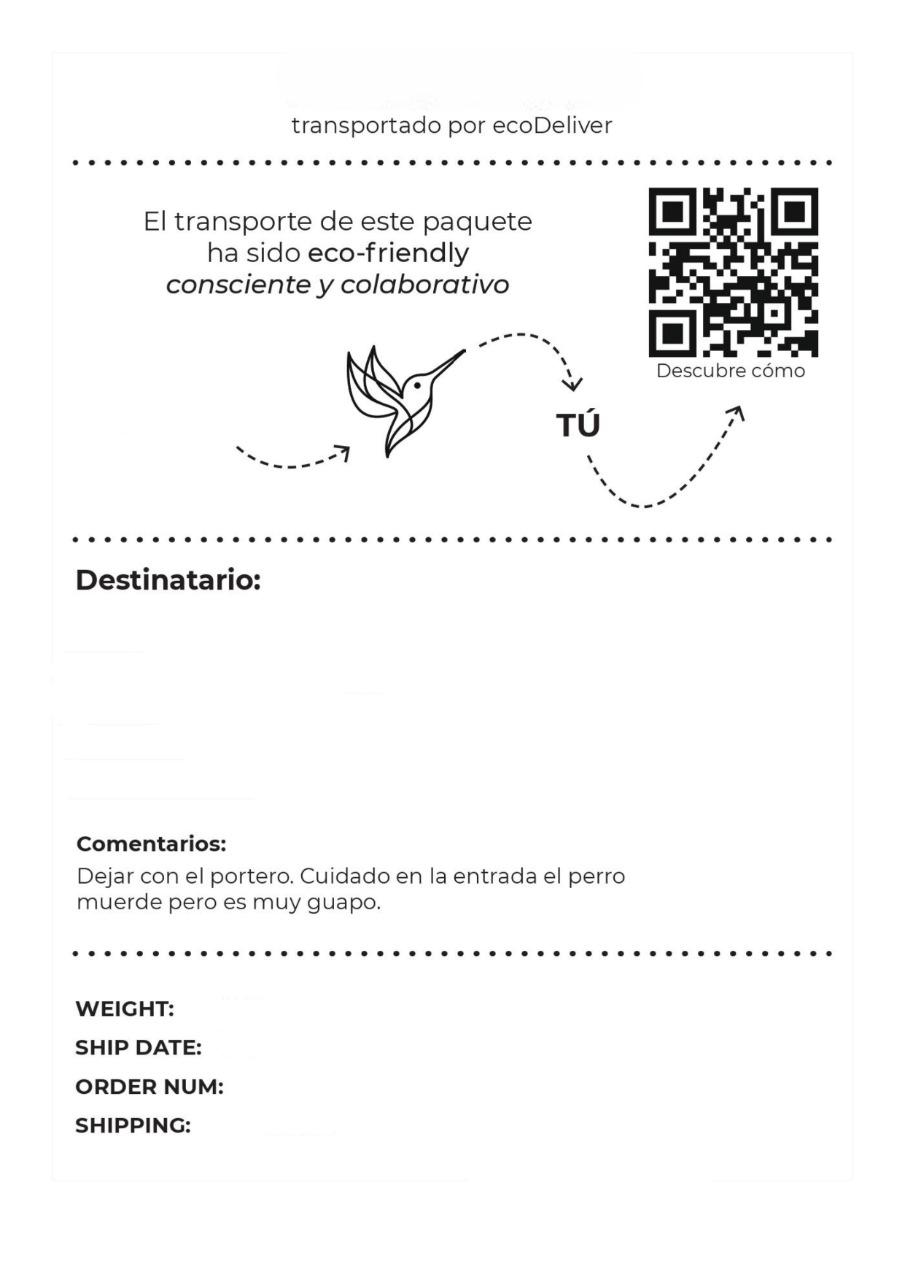 transportado por ecoDeliver
El transporte de este paquete
ha sido eco-friendly
consciente y colaborativo
Descubre cómo
TÚ
Destinatario:
Comentarios:
Dejar con el portero. Cuidado en la entrada el perro
muerde pero es muy guapo.
WEIGHT:
SHIP DATE:
ORDER NUM:
SHIPPING: